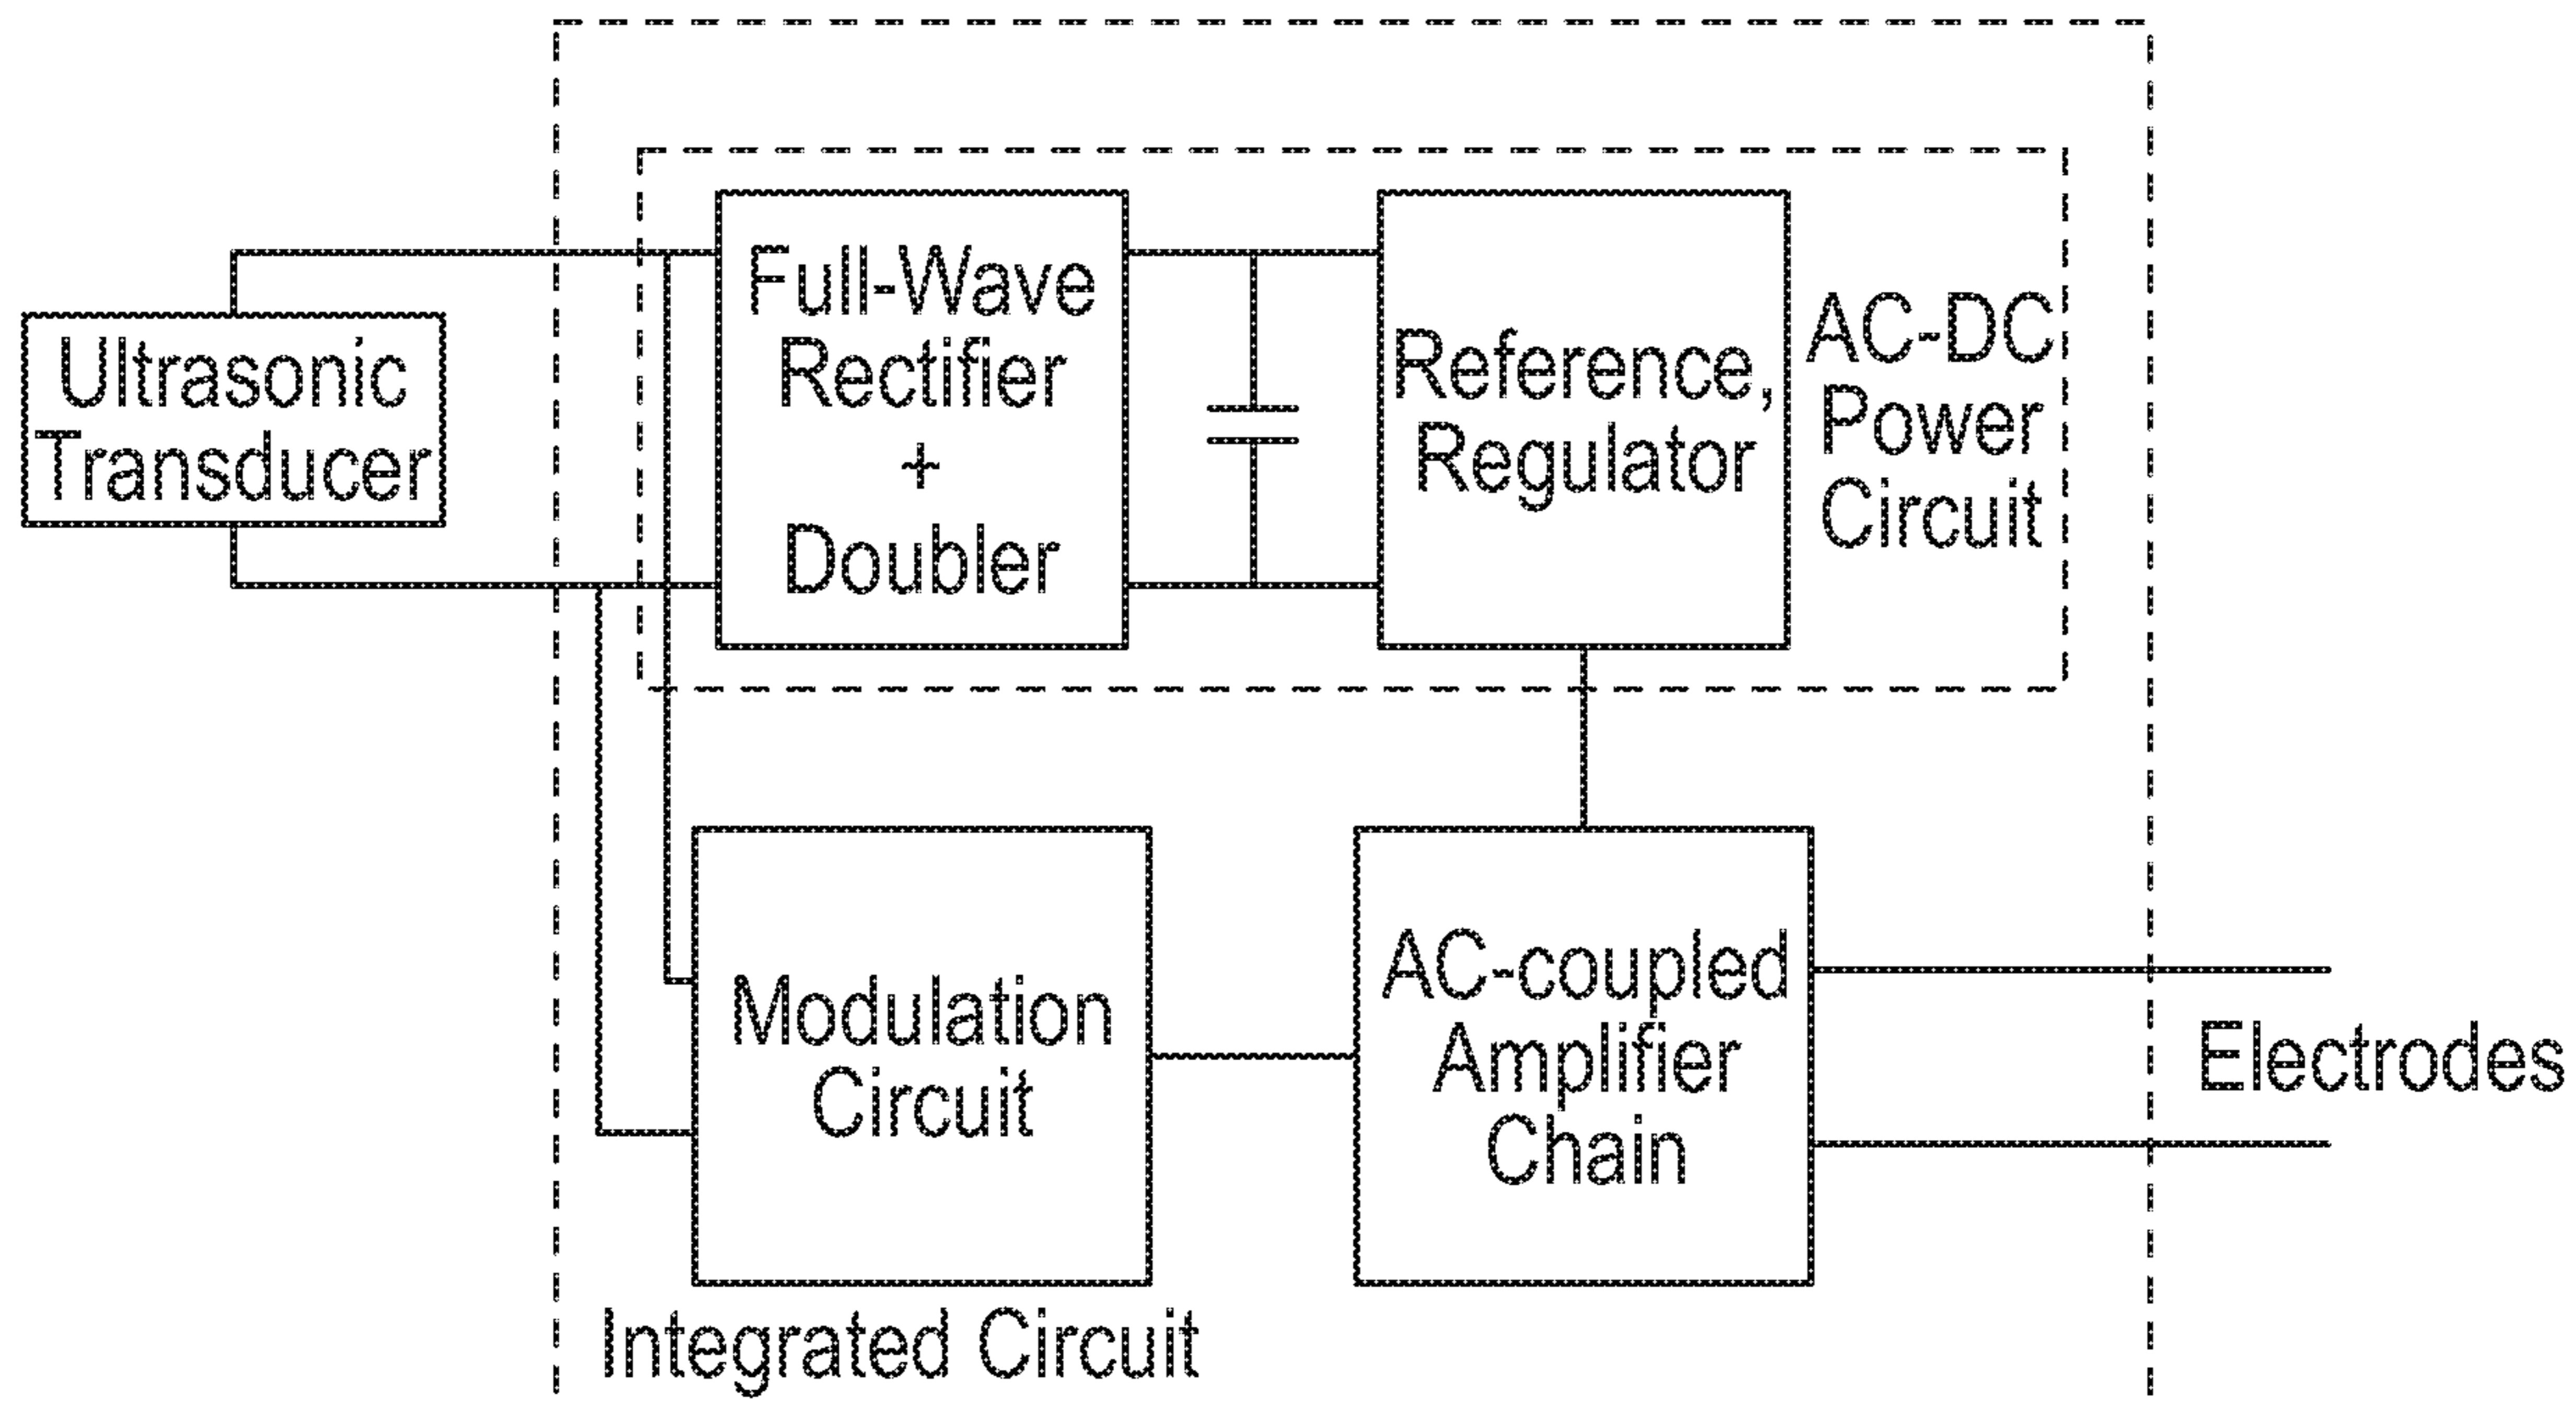 Ultrasonic
Transducer
Full-Wave
Rectifier
+
Doubler
Reference,
Regulator
AC-DC
Power
Circuit
Modulation
Circuit
AC-coupled
Amplifier
Chain
Electrodes
Integrated Circuit